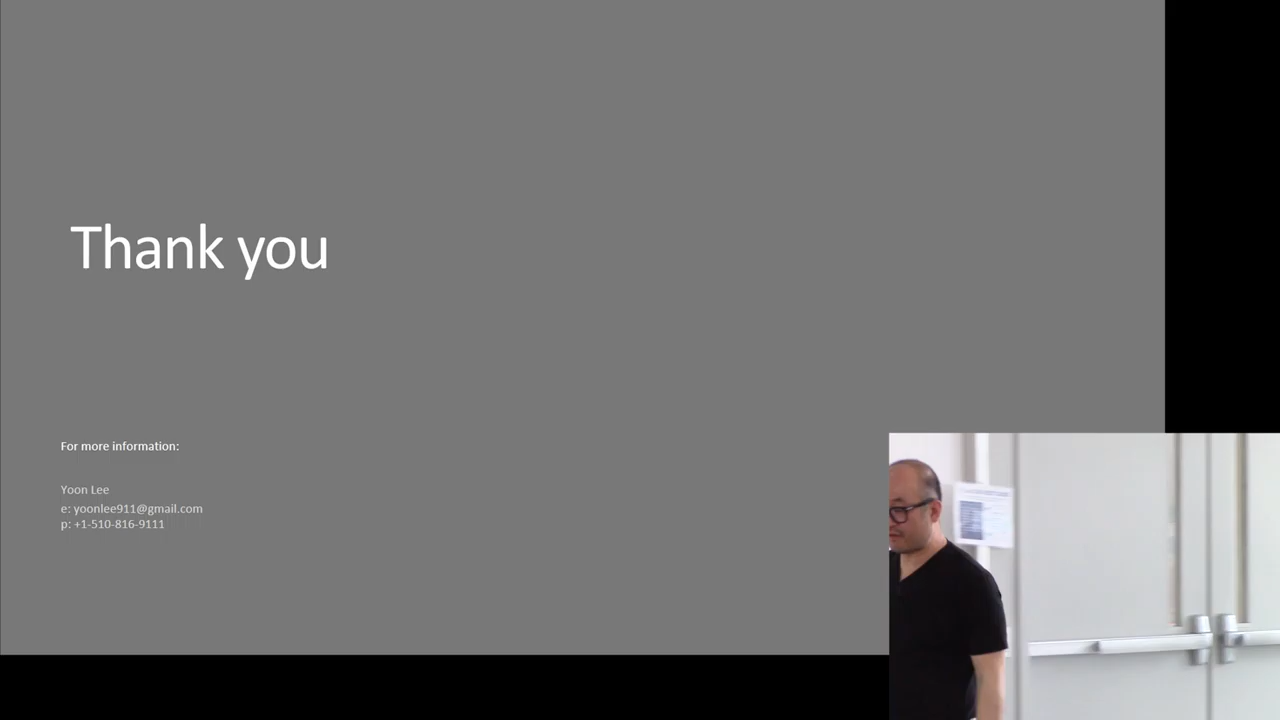 Thank you
For more information:
Yoon Lee
e: yoonlee911@gmail.com
p: +1-510-816-9111